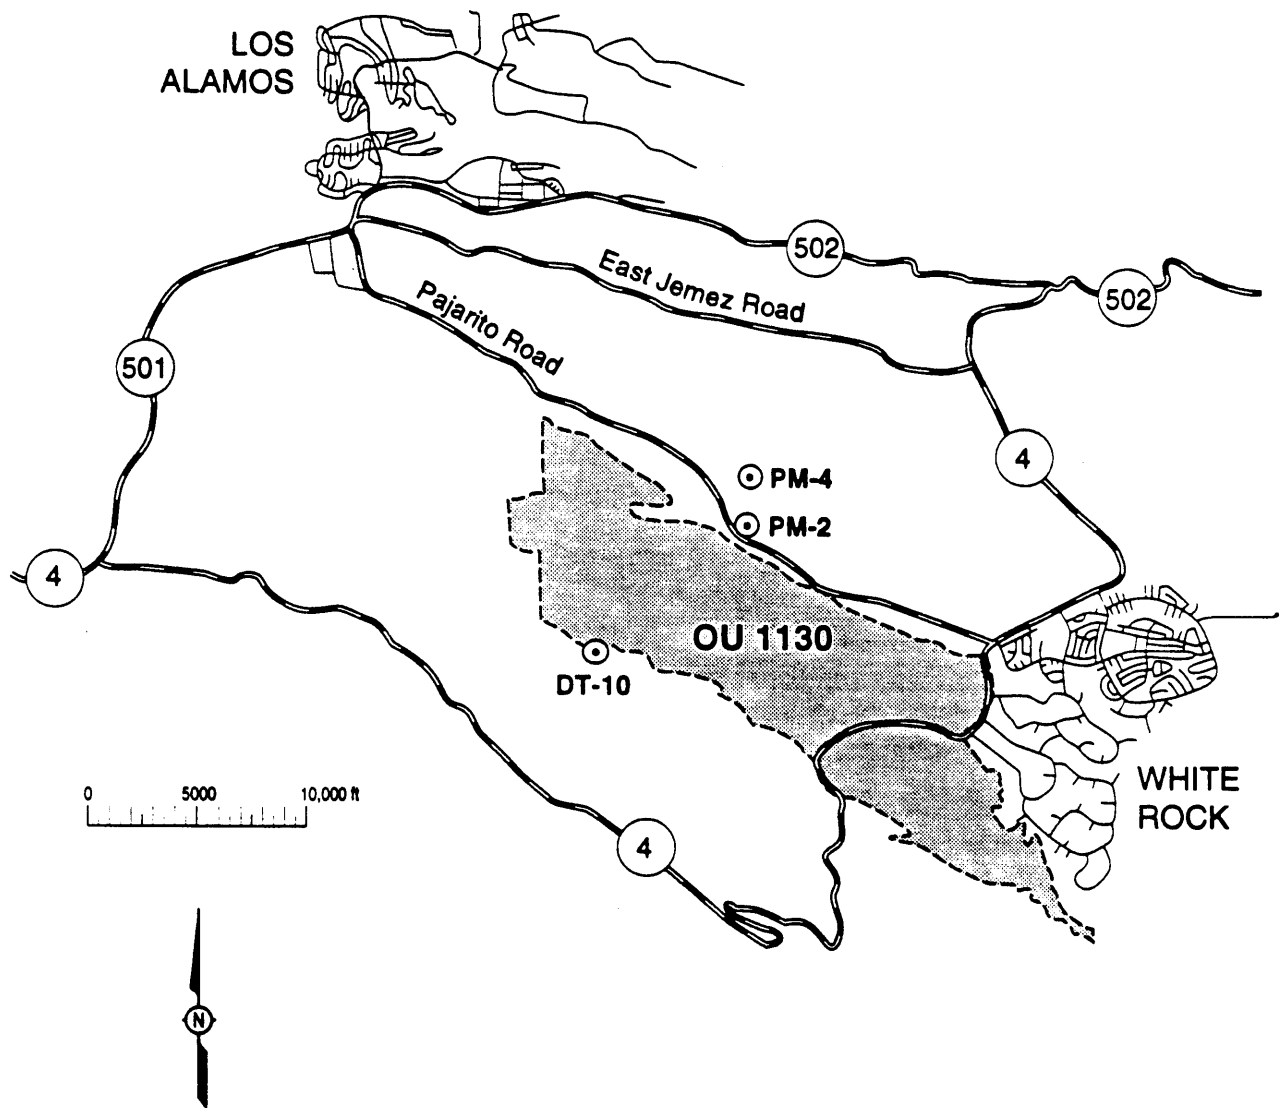 LOS
ALAMOS
502
East Jemez Road
502
Pajarito Road
501
4
PM-4
PM-2
4
OU 1130
DT-10
WHITE
ROCK
0 5000 10,000 ft
4
N